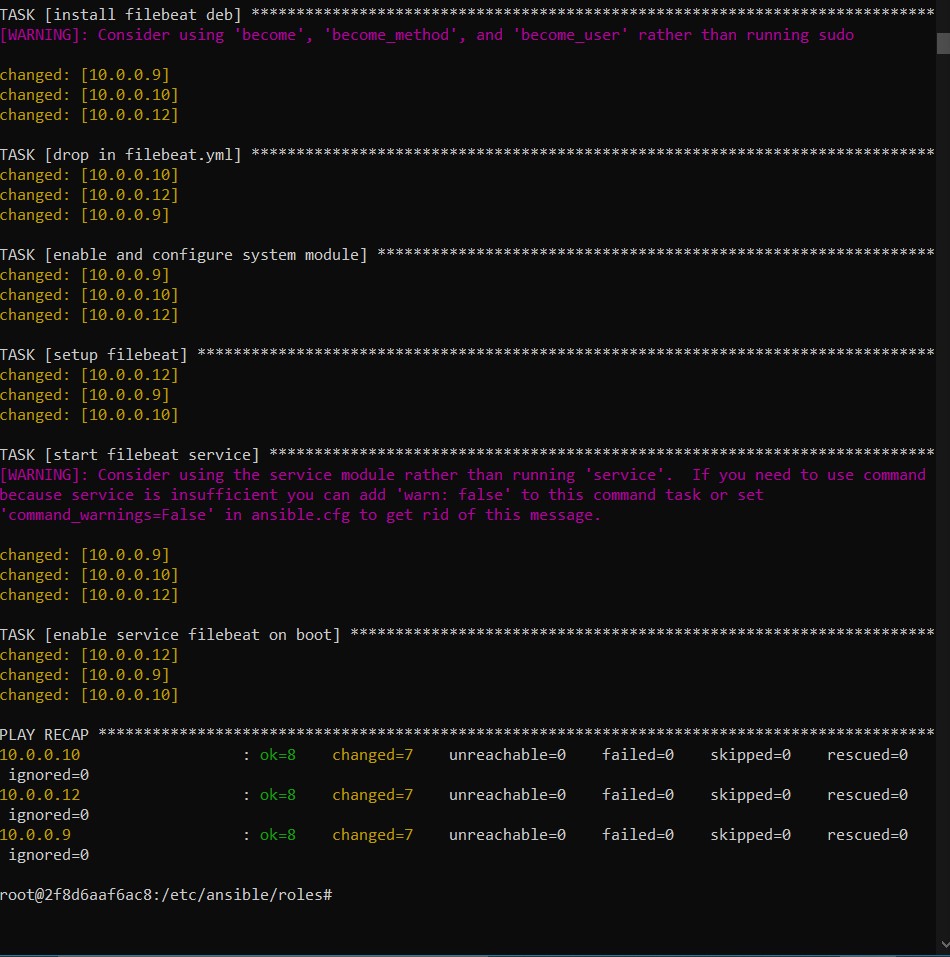 TASK [install filebeat deb] ****************************************************************************
[WARNING]: Consider using 'become', 'become_method', and 'become_user' rather than running sudo
changed: [10.0.0.9]
changed: [10.0.0.10]
changed: [10.0.0.12]
TASK [drop in filebeat.yml] ****************************************************************************
changed: [10.0.0.10]
changed: [10.0.0.12]
changed: [10.0.0.9]
TASK [enable and configure system module] **************************************************************
changed: [10.0.0.9]
changed: [10.0.0.10]
changed: [10.0.0.12]
TASK [setup filebeat] **********************************************************************************
changed: [10.0.0.12]
changed: [10.0.0.9]
changed: [10.0.0.10]
TASK [start filebeat service] **************************************************************************
[WARNING]: Consider using the service module rather than running 'service'.  If you need to use command
because service is insufficient you can add 'warn: false' to this command task or set
'command_warnings=False' in ansible.cfg to get rid of this message.
changed: [10.0.0.9]
changed: [10.0.0.10]
changed: [10.0.0.12]
TASK [enable service filebeat on boot] *****************************************************************
changed: [10.0.0.12]
changed: [10.0.0.9]
changed: [10.0.0.10]
PLAY RECAP *********************************************************************************************
10.0.0.10                  : ok=8    changed=7    unreachable=0    failed=0    skipped=0    rescued=0
 ignored=0
10.0.0.12                  : ok=8    changed=7    unreachable=0    failed=0    skipped=0    rescued=0
 ignored=0
10.0.0.9                   : ok=8    changed=7    unreachable=0    failed=0    skipped=0    rescued=0
 ignored=0
root@2f8d6aaf6ac8:/etc/ansible/roles#